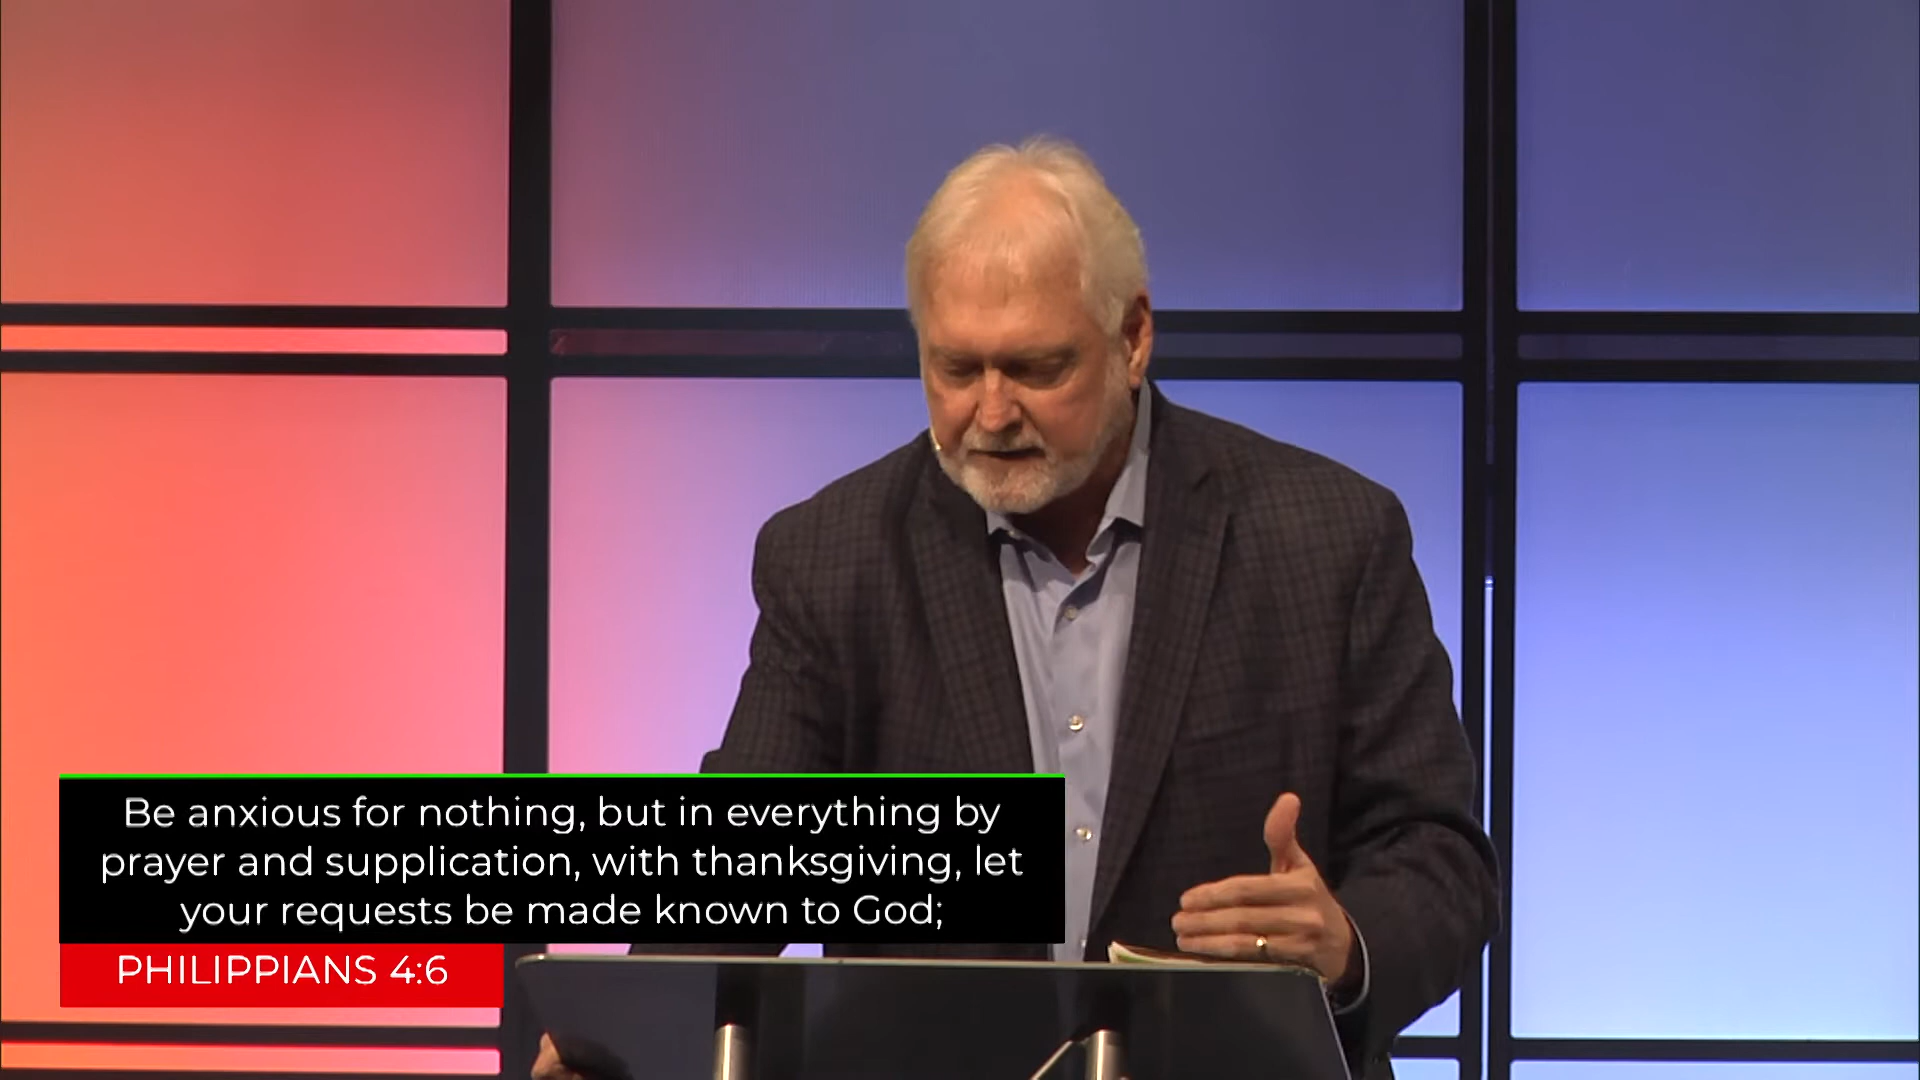 Be anxious for nothing, but in everything by
prayer and supplication, with thanksgiving, let
your requests be made known to God;
PHILIPPIANS 4:6